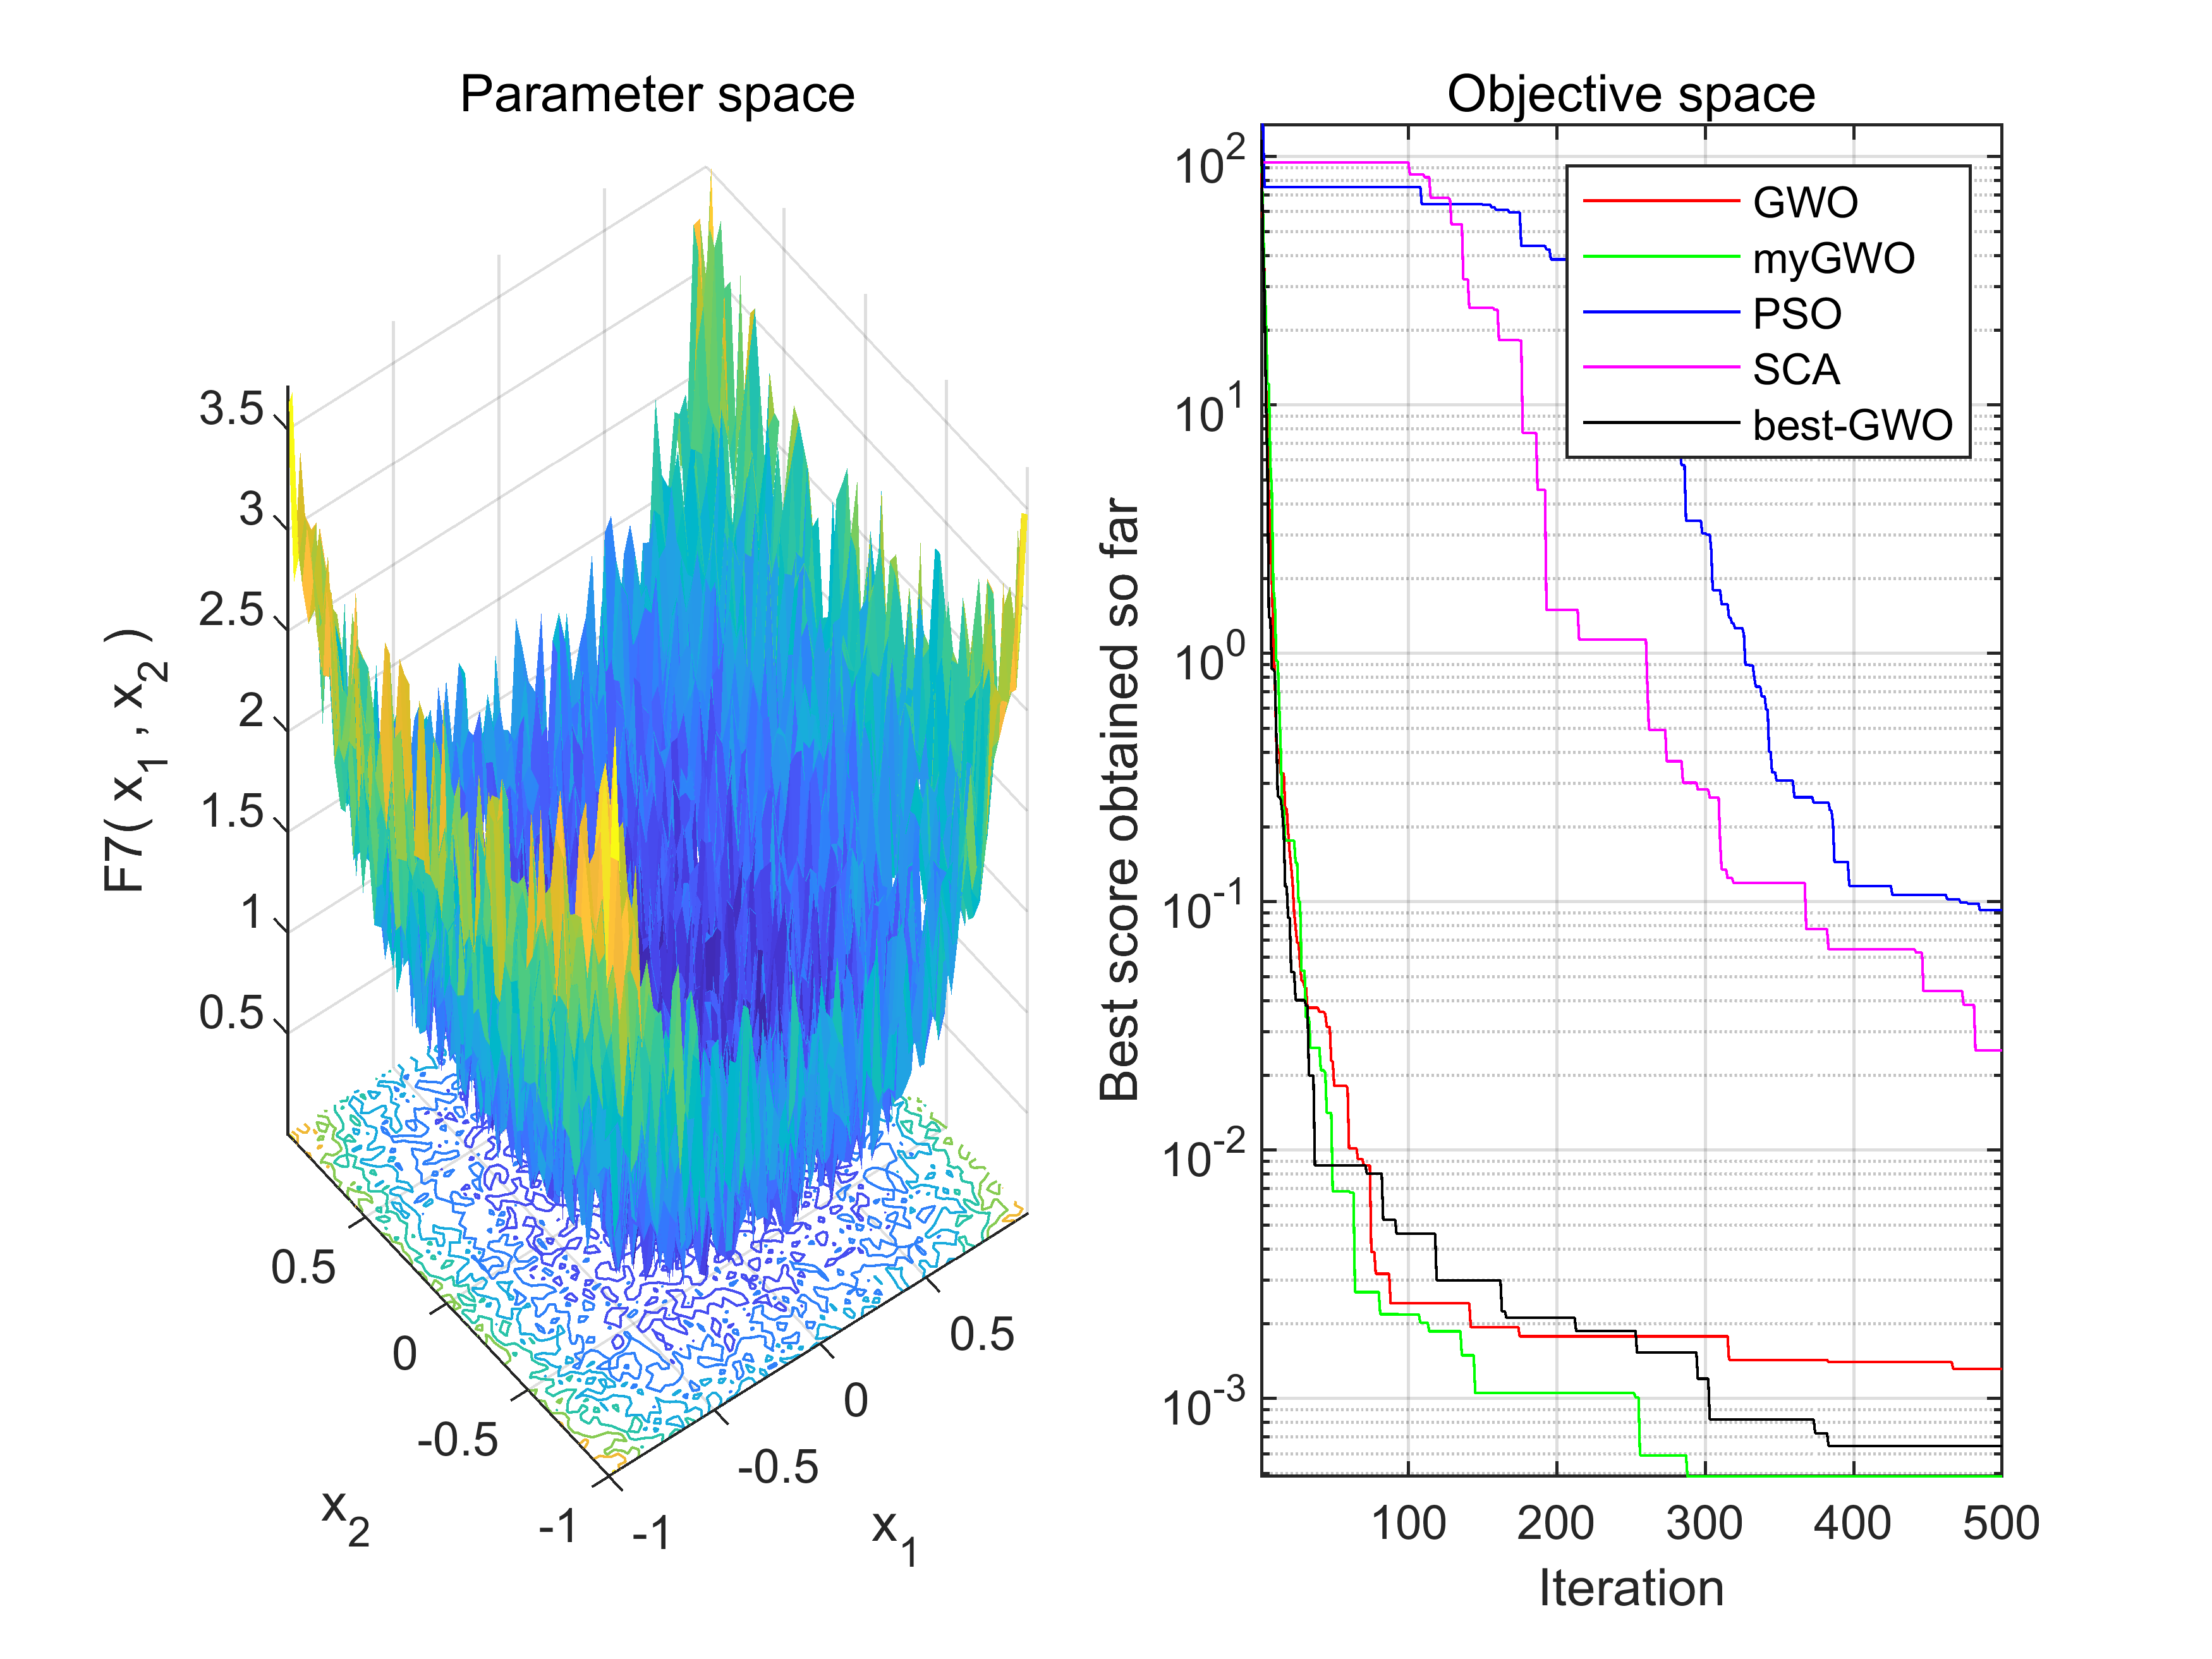 Parameter space
3.5
3
2.5
2
1.5
1
0.5
F7( x1 , x2 )
0.5
0
-0.5
-1
x2
-1
-0.5
0
0.5
x1
Objective space
10^2
10^1
10^0
10^-1
10^-2
10^-3
Best score obtained so far
GWO
myGWO
PSO
SCA
best-GWO
100 200 300 400 500
Iteration